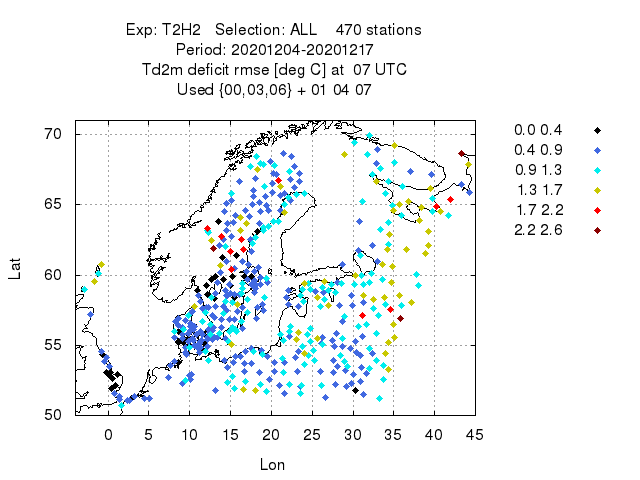 Exp: T2H2   Selection: ALL    470 stations
Period: 20201204-20201217
Td2m deficit rmse [deg C] at  07 UTC
Used {00,03,06} + 01 04 07
70
65
60
55
50
0 5 10 15 20 25 30 35 40 45
Lat
Lon
0.0 0.4
0.4 0.9
0.9 1.3
1.3 1.7
1.7 2.2
2.2 2.6